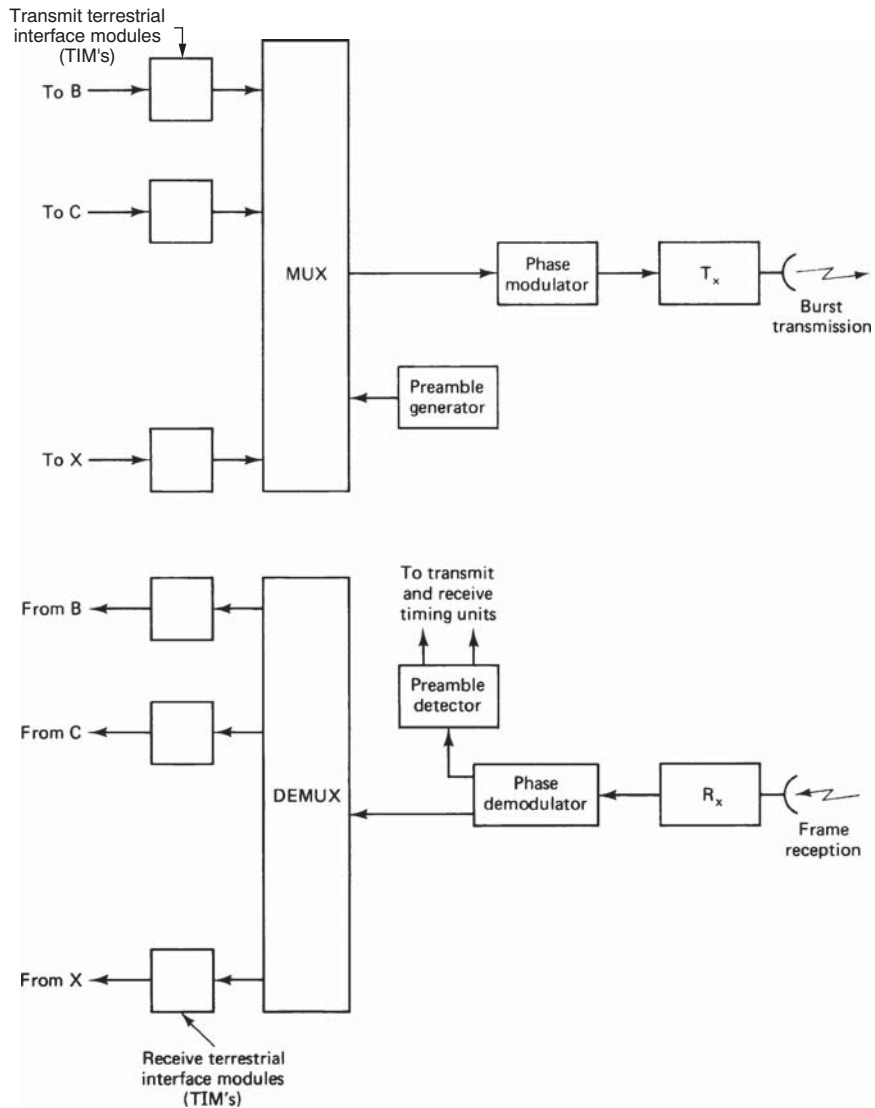 Transmit terrestrial
interface modules
(TIM's)
To B
To C
MUX
Phase
modulator
Tx
Burst
transmission
Preamble
generator
To X
From B
To transmit
and receive
timing units
Preamble
detector
From C
DEMUX
Phase
demodulator
Rx
Frame
reception
From X
Receive terrestrial
interface modules
(TIM's)